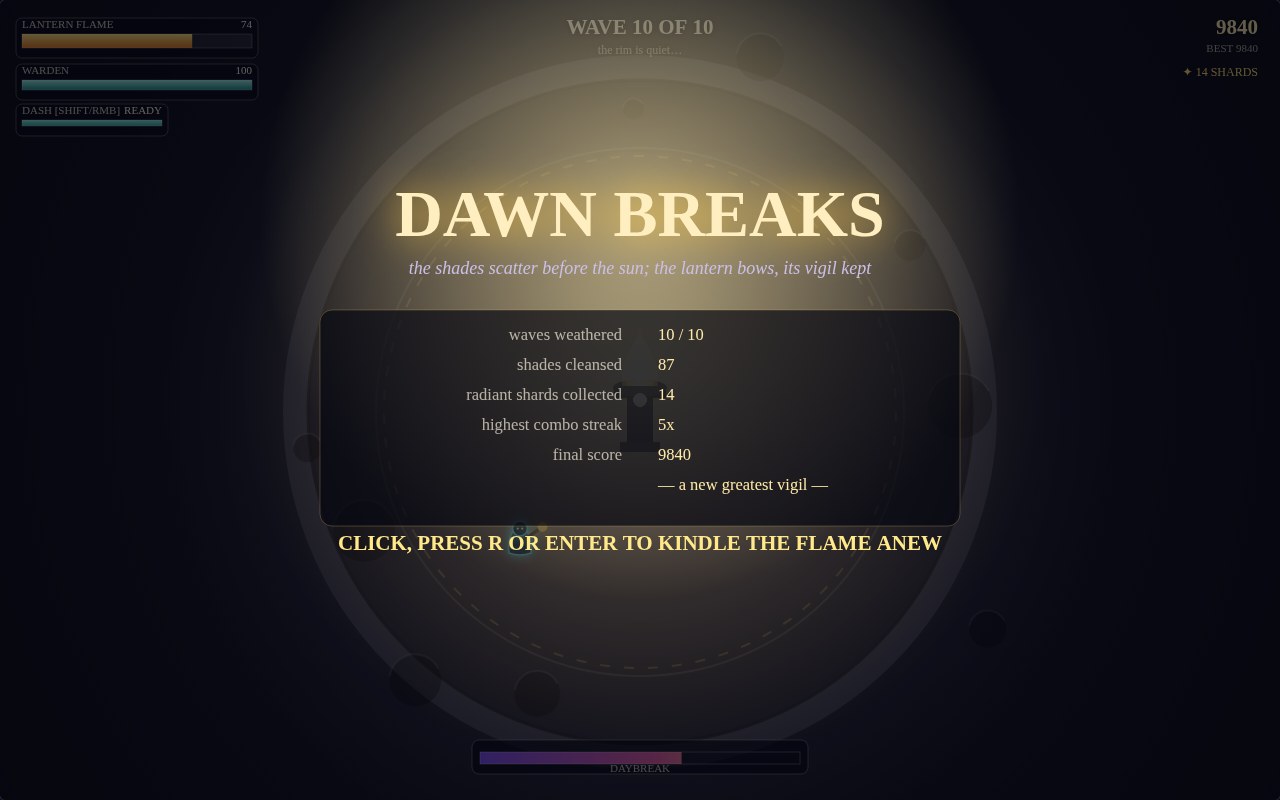 LANTERN FLAME 74
WAVE 10 OF 10
9840
the rim is quiet...
BEST 9840
WARDEN 100
✦ 14 SHARDS
DASH [SHIFT/RMB] READY
DAWN BREAKS
the shades scatter before the sun; the lantern bows, its vigil kept
waves weathered 10 / 10
shades cleansed 87
radiant shards collected 14
highest combo streak 5x
final score 9840
— a new greatest vigil —
CLICK, PRESS R OR ENTER TO KINDLE THE FLAME ANEW
DAYBREAK